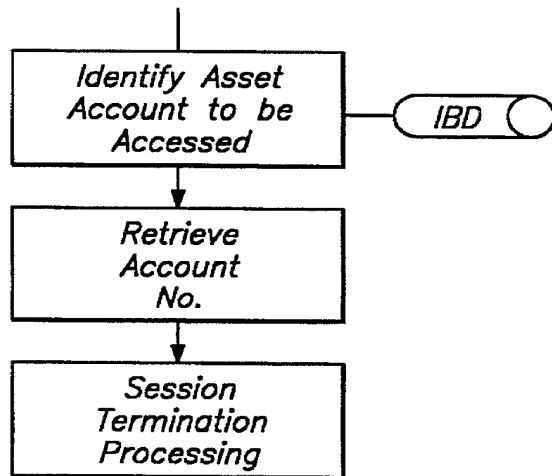 Identify Asset
Account to be
Accessed
IBD
Retrieve
Account
No.
Session
Termination
Processing